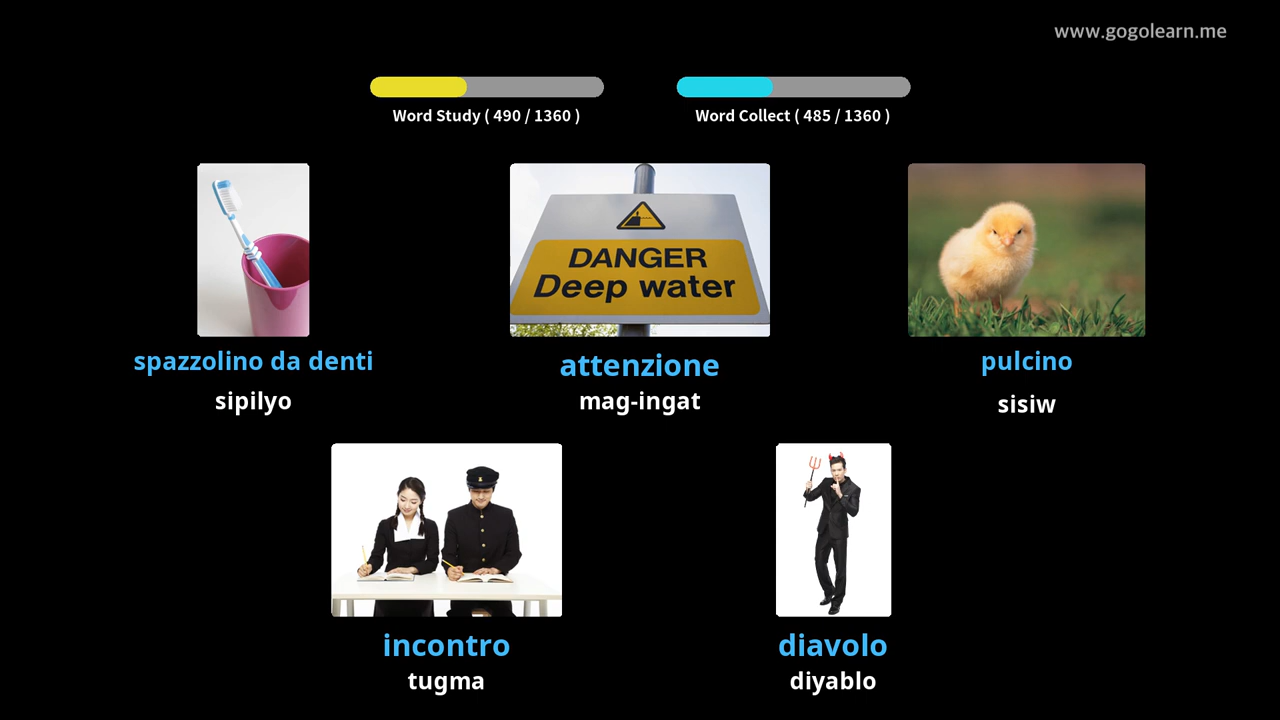 www.gogolearn.me
Word Study ( 490 / 1360 )
Word Collect ( 485 / 1360 )
DANGER
Deep water
spazzolino da denti
attenzione
pulcino
sipilyo
mag-ingat
sisiw
incontro
diavolo
tugma
diyablo